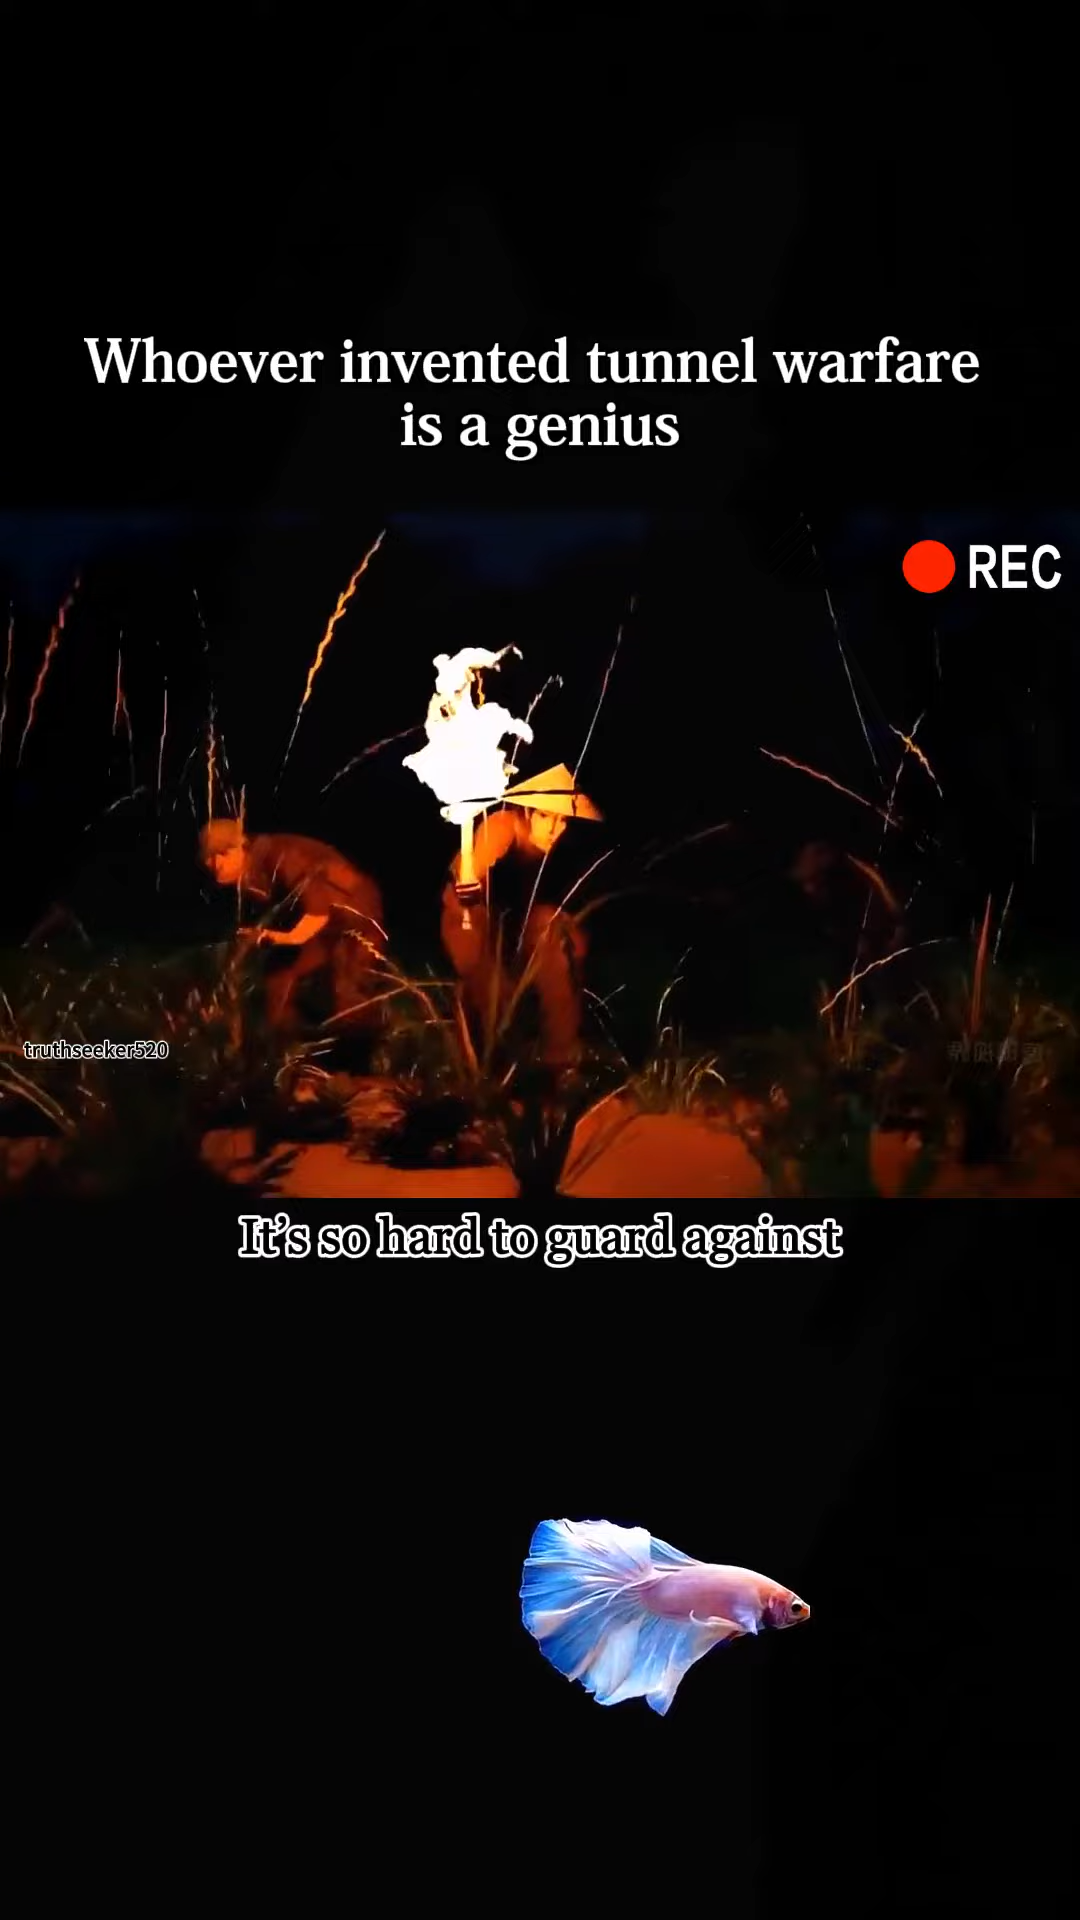 Whoever invented tunnel warfare
is a genius
REC
truthseeker520
It's so hard to guard against